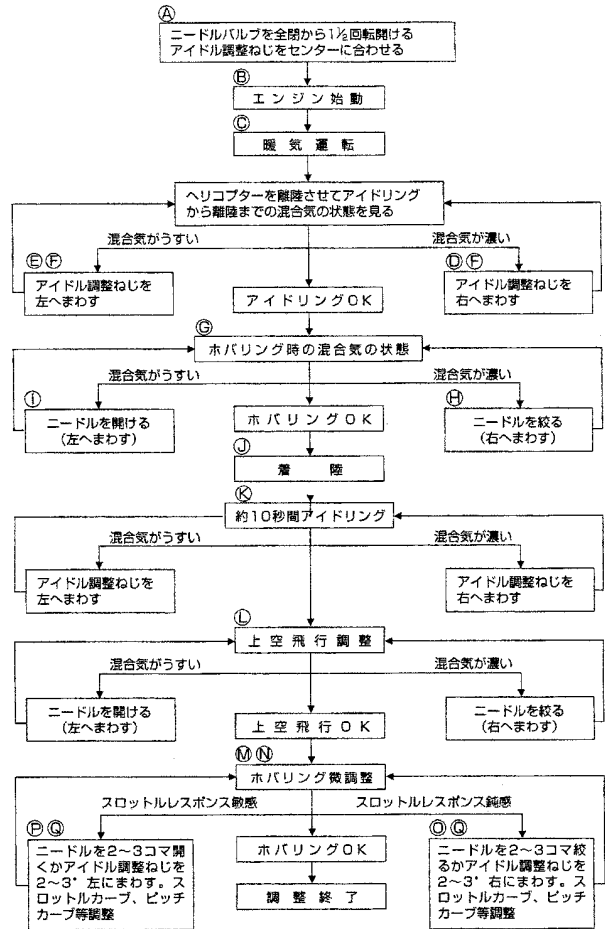 Ⓐ
ニードルバルブを全閉から1½回転開ける
アイドル調整ねじをセンターに合わせる
Ⓑ
エンジン始動
Ⓒ
暖気運転
ヘリコプターを離陸させてアイドリング
から離陸までの混合気の状態を見る
混合気がうすい
混合気が濃い
ⒺⒻ
アイドル調整ねじを
左へまわす
ⒹⒻ
アイドル調整ねじを
右へまわす
アイドリングOK
Ⓖ
ホバリング時の混合気の状態
混合気がうすい
混合気が濃い
Ⓘ
ニードルを開ける
(左へまわす)
Ⓗ
ニードルを絞る
(右へまわす)
ホバリングOK
Ⓙ
着陸
Ⓚ
約10秒間アイドリング
混合気がうすい
混合気が濃い
アイドル調整ねじを
左へまわす
アイドル調整ねじを
右へまわす
Ⓛ
上空飛行調整
混合気がうすい
混合気が濃い
ニードルを開ける
(左へまわす)
ニードルを絞る
(右へまわす)
上空飛行OK
ⓂⓃ
ホバリング微調整
スロットルレスポンス敏感
スロットルレスポンス鈍感
ⓅⓆ
ニードルを2~3コマ開
くかアイドル調整ねじを
2~3°左にまわす。ス
ロットルカーブ、ピッチ
カーブ等調整
ⓄⓆ
ニードルを2~3コマ絞
るかアイドル調整ねじを
2~3°右にまわす。ス
ロットルカーブ、ピッチ
カーブ等調整
ホバリングOK
調整終了